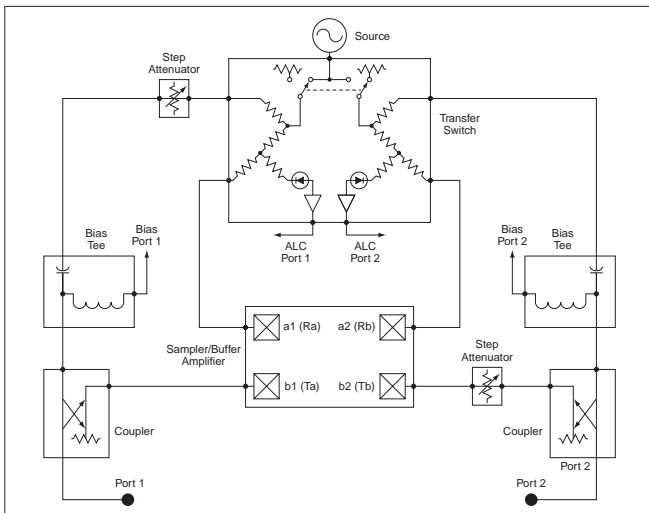 Source
Step
Attenuator
Transfer
Switch
Bias
Tee
Bias
Port 1
ALC
Port 1
ALC
Port 2
Bias
Port 2
Bias
Tee
a1 (Ra)
a2 (Rb)
Sampler/Buffer
Amplifier
b1 (Ta)
b2 (Tb)
Step
Attenuator
Coupler
Coupler
Port 2
Port 1
Port 2